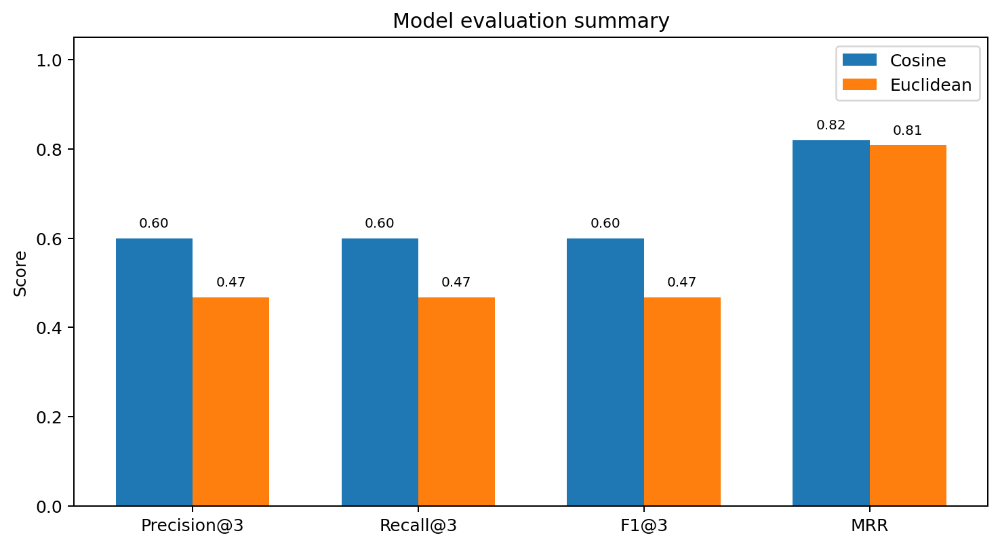 Model evaluation summary
Cosine
Euclidean
1.0
0.8
0.6
0.4
0.2
0.0
Score
0.60
0.47
0.60
0.47
0.60
0.47
0.82
0.81
Precision@3
Recall@3
F1@3
MRR